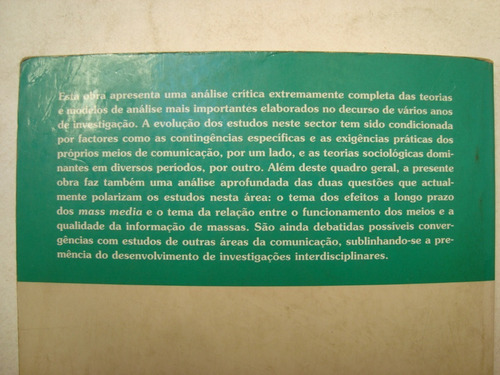 Esta obra apresenta uma análise crítica extremamente completa das teorias
e modelos de análise mais importantes elaborados no decurso de vários anos
de investigação. A evolução dos estudos neste sector tem sido condicionada
por factores como as contingências específicas e as exigências práticas dos
próprios meios de comunicação, por um lado, e as teorias sociológicas domi-
nantes em diversos períodos, por outro. Além deste quadro geral, a presente
obra faz também uma análise aprofundada das duas questões que actual-
mente polarizam os estudos nesta área: o tema dos efeitos a longo prazo
dos mass media e o tema da relação entre o funcionamento dos meios e a
qualidade da informação de massas. São ainda debatidas possíveis conver-
gências com estudos de outras áreas da comunicação, sublinhando-se a pre-
mência do desenvolvimento de investigações interdisciplinares.